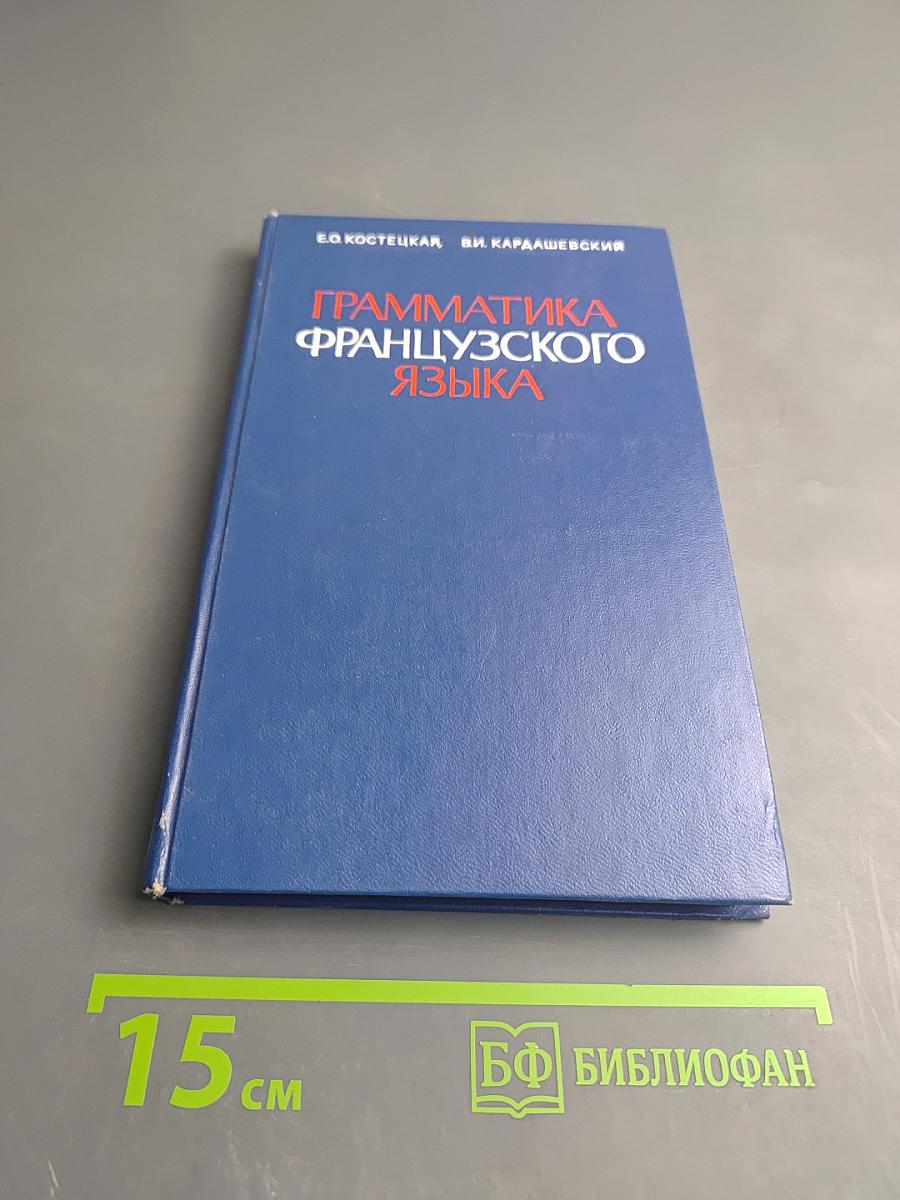 Е.О. КОСТЕЦКАЯ, В.И. КАРДАШЕВСКИЙ
ГРАММАТИКА
ФРАНЦУЗСКОГО
ЯЗЫКА
15 см
БФ БИБЛИОФАН